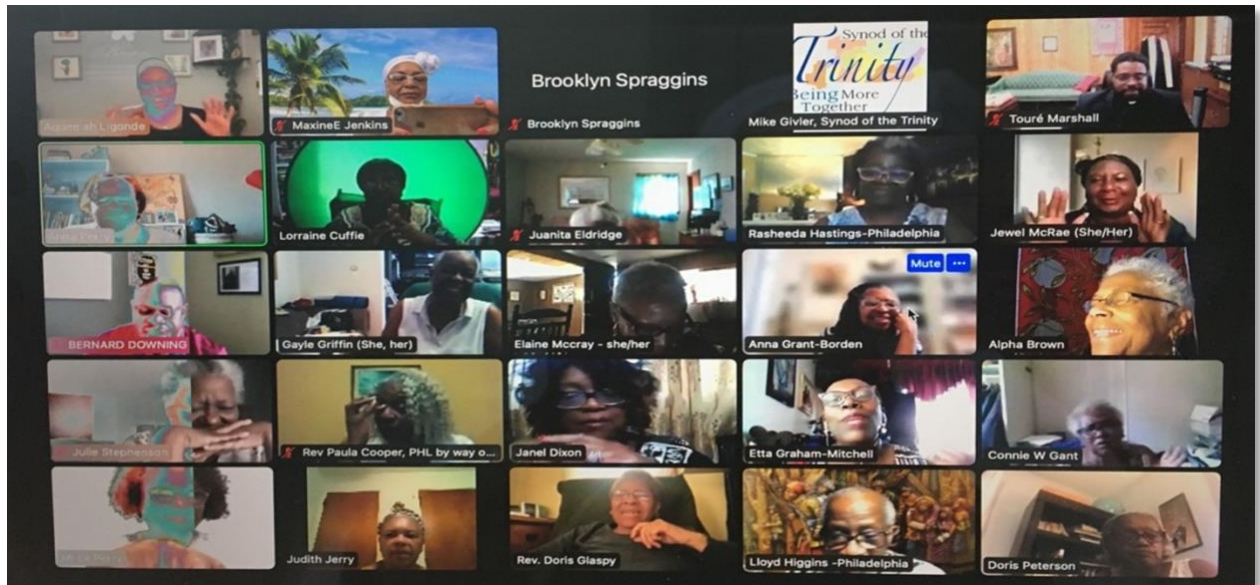 Ligonde
MaxineE Jenkins
Brooklyn Spraggins
Brooklyn Spraggins
Synod of the
Trinity
Being More
Together
Mike Givler, Synod of the Trinity
Touré Marshall
Lorraine Cuffie
Juanita Eldridge
Rasheeda Hastings-Philadelphia
Jewel McRae (She/Her)
BERNARD DOWNING
Gayle Griffin (She, her)
Elaine Mccray - she/her
Mute
Anna Grant-Borden
Alpha Brown
Julie Stephenson
Rev Paula Cooper, PHL by way o...
Janel Dixon
Etta Graham-Mitchell
Connie W Gant
Judith Jerry
Rev. Doris Glaspy
Lloyd Higgins -Philadelphia
Doris Peterson